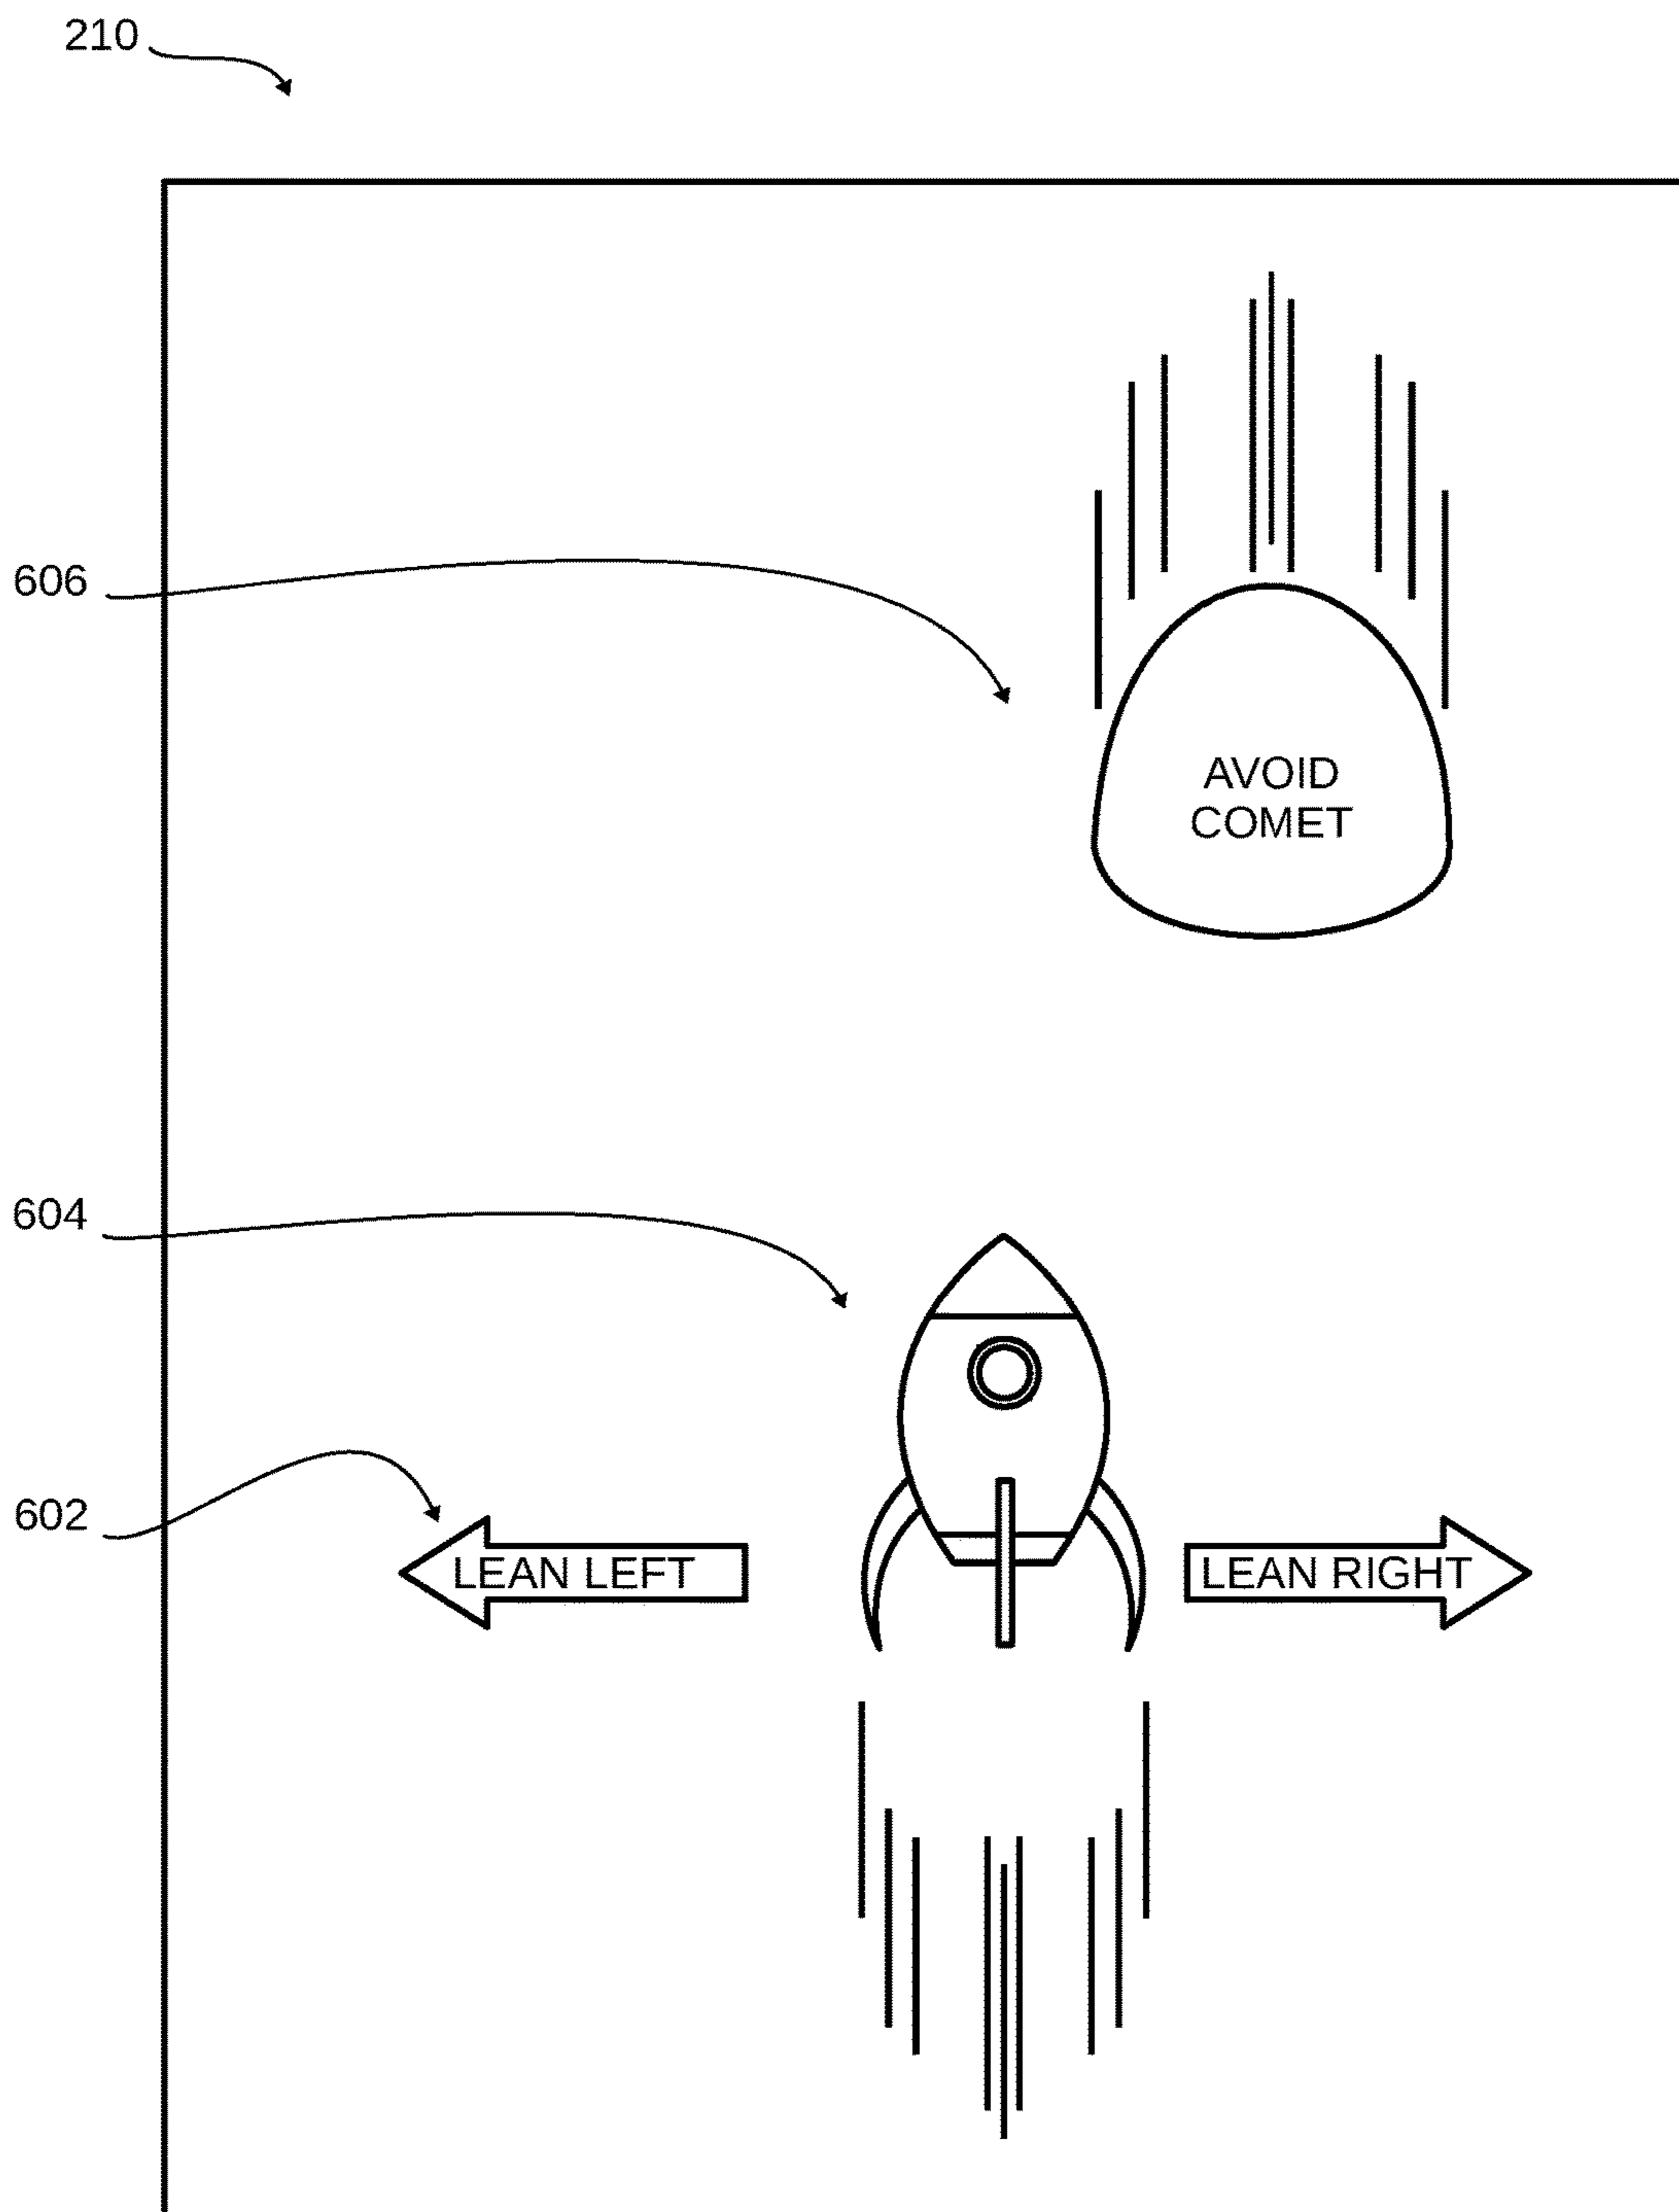 210
606
AVOID
COMET
604
602
LEAN LEFT
LEAN RIGHT